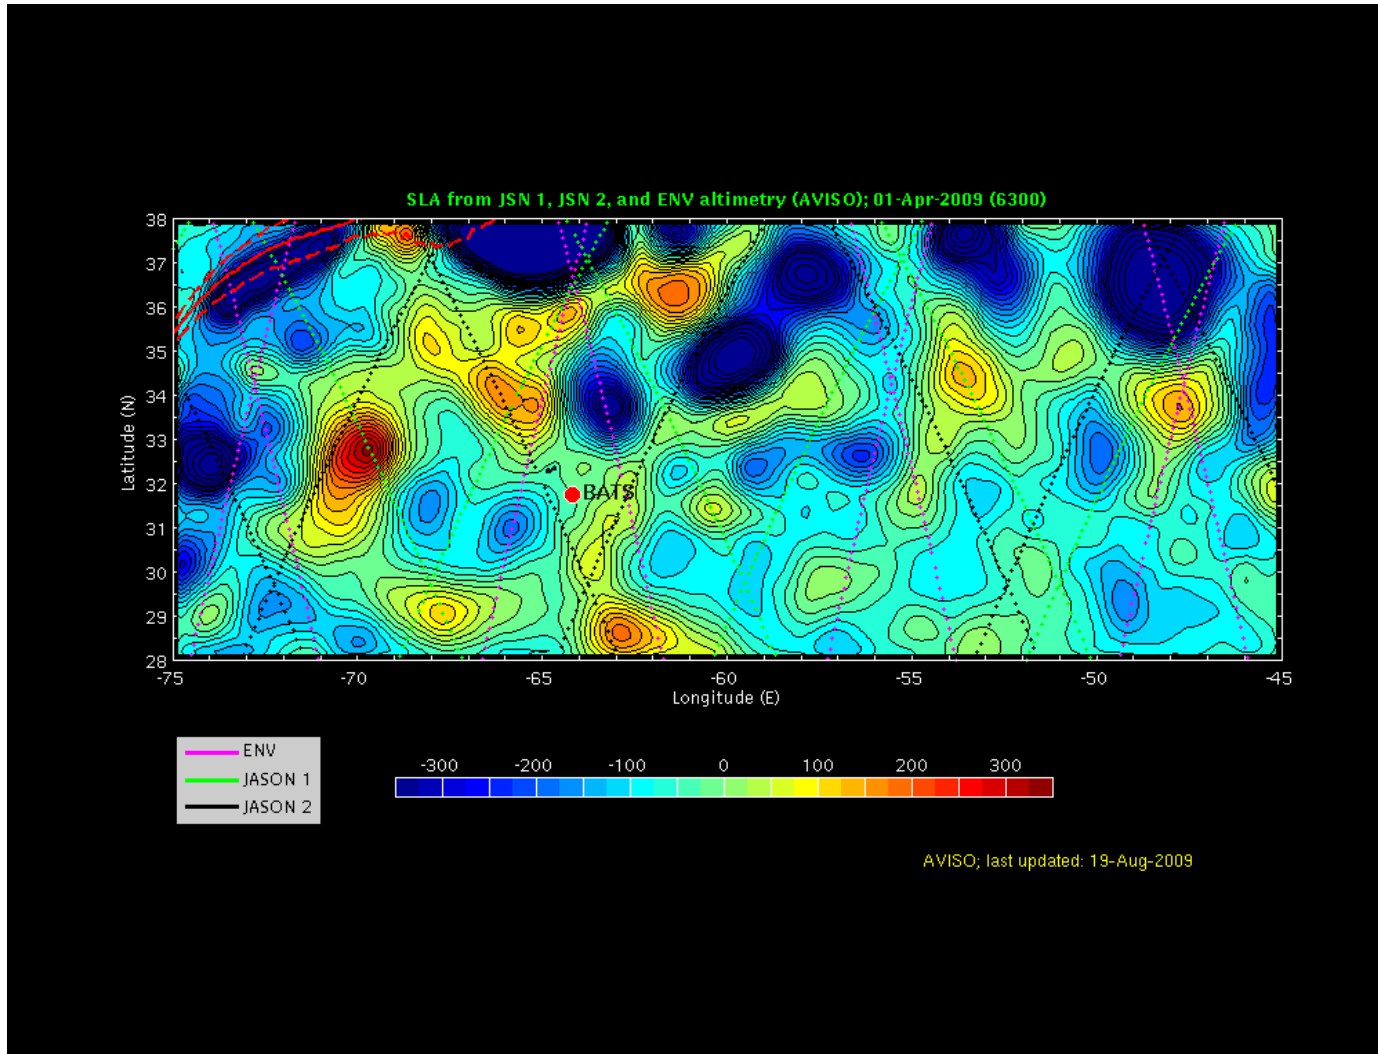 SLA from JSN 1, JSN 2, and ENV altimetry (AVISO); 01-Apr-2009 (6300)
38
37
36
35
34
33
32
31
30
29
28
Latitude (N)
BATS
-75 -70 -65 -60 -55 -50 -45
Longitude (E)
ENV
JASON 1
JASON 2
-300 -200 -100 0 100 200 300
AVISO; last updated: 19-Aug-2009